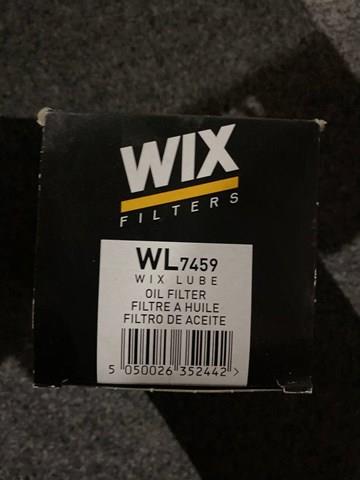 WIX
FILTERS
WL7459
WIX LUBE
OIL FILTER
FILTRE A HUILE
FILTRO DE ACEITE
5 050026 352442 >